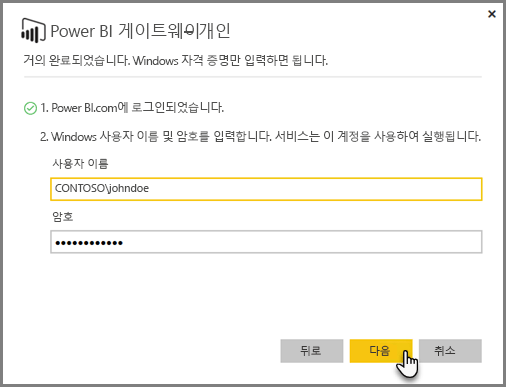 Power BI 게이트웨이-개인
거의 완료되었습니다. Windows 자격 증명만 입력하면 됩니다.
1. Power BI.com에 로그인되었습니다.
2. Windows 사용자 이름 및 암호를 입력합니다. 서비스는 이 계정을 사용하여 실행됩니다.
사용자 이름
CONTOSO\johndoe
암호
••••••••••••
뒤로 다음 취소